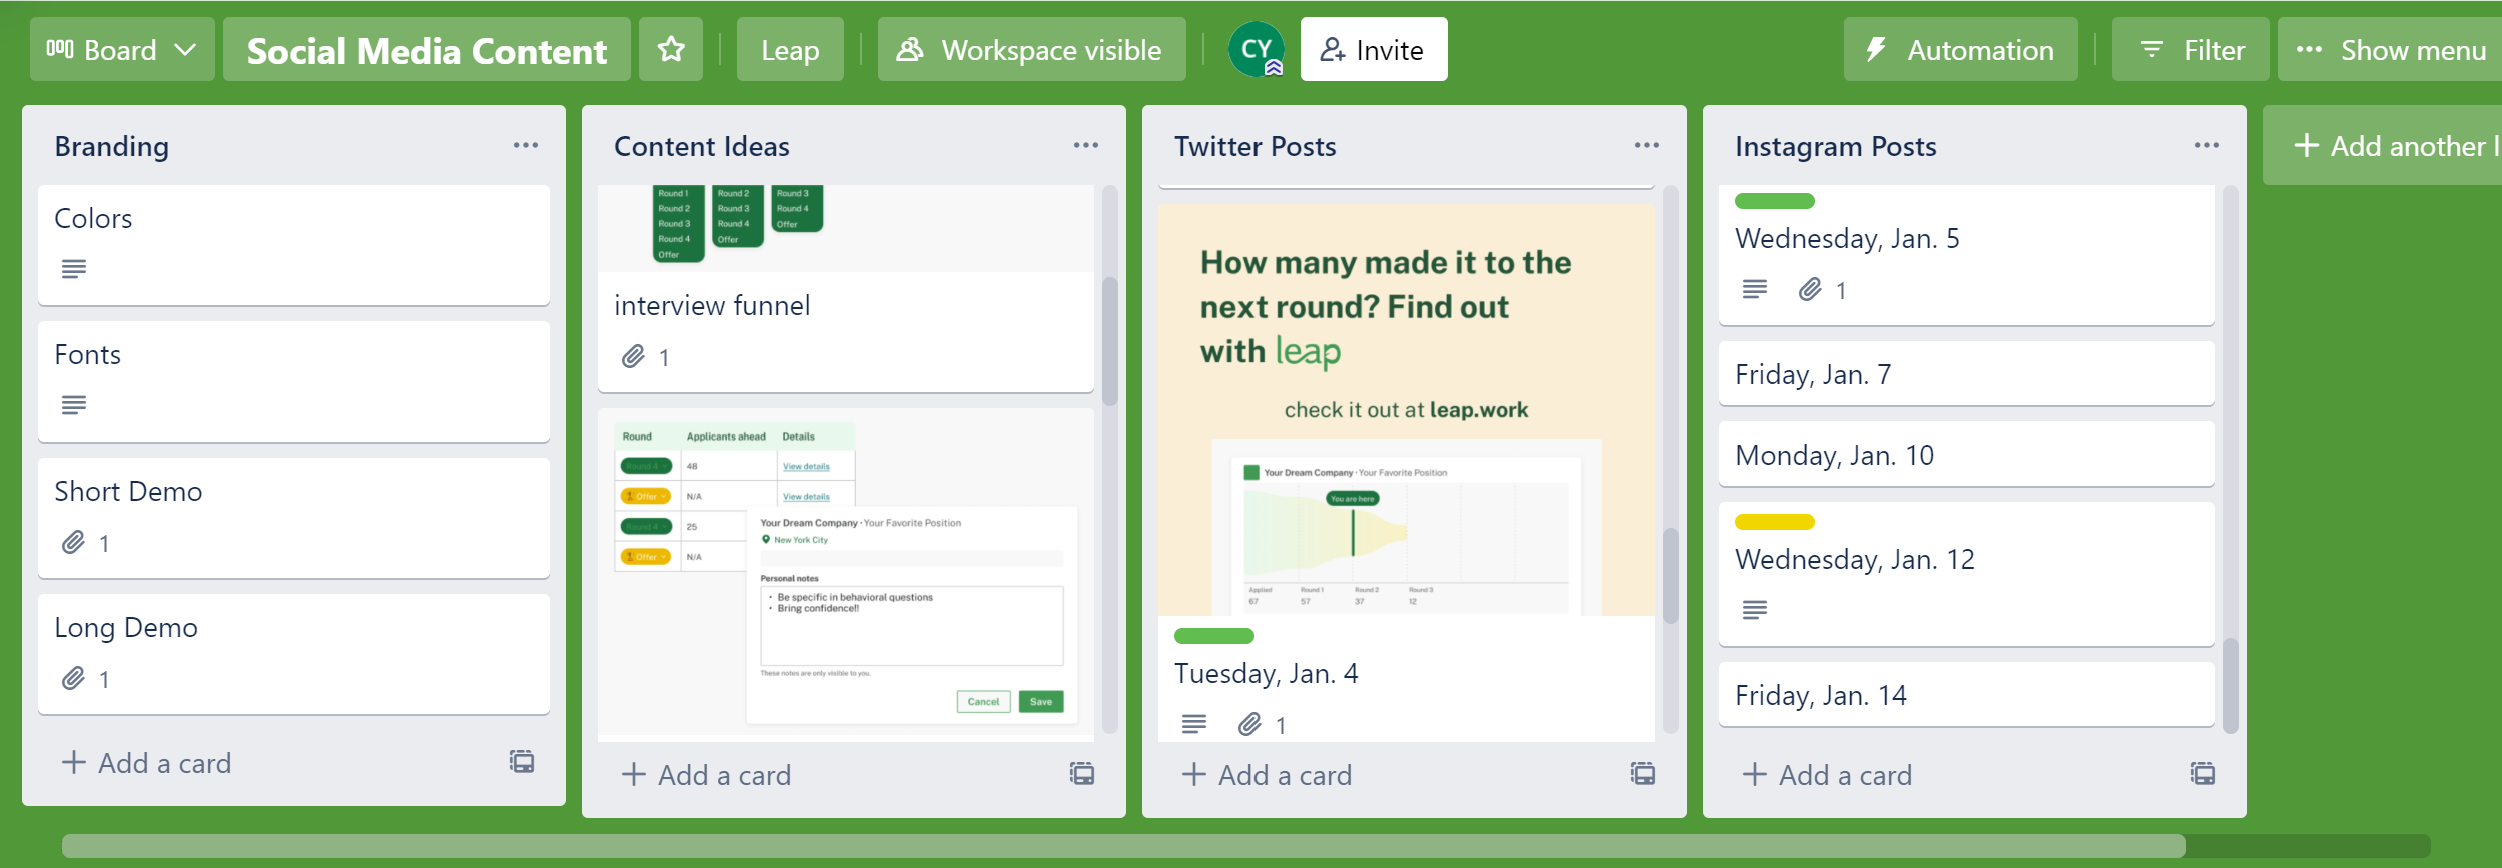 Board
Social Media Content
Leap
Workspace visible
CY
Invite
Automation
Filter
Show menu
Branding
Colors
Fonts
Short Demo
1
Long Demo
1
Add a card
Content Ideas
Round 1 Round 2 Round 3
Round 2 Round 3 Round 4
Round 3 Round 4 Offer
Round 4 Offer
Offer
interview funnel
1
Round Applicants ahead Details
Round 4 48 View details
Offer N/A View details
Round 4 25
Offer N/A
Your Dream Company · Your Favorite Position
New York City
Personal notes
• Be specific in behavioral questions
• Bring confidence!!
These notes are only visible to you.
Cancel Save
Add a card
Twitter Posts
How many made it to the
next round? Find out
with leap
check it out at leap.work
Your Dream Company · Your Favorite Position
You are here
Applied Round 1 Round 2 Round 3
67 57 37 12
Tuesday, Jan. 4
1
Add a card
Instagram Posts
Wednesday, Jan. 5
1
Friday, Jan. 7
Monday, Jan. 10
Wednesday, Jan. 12
Friday, Jan. 14
Add a card
Add another l